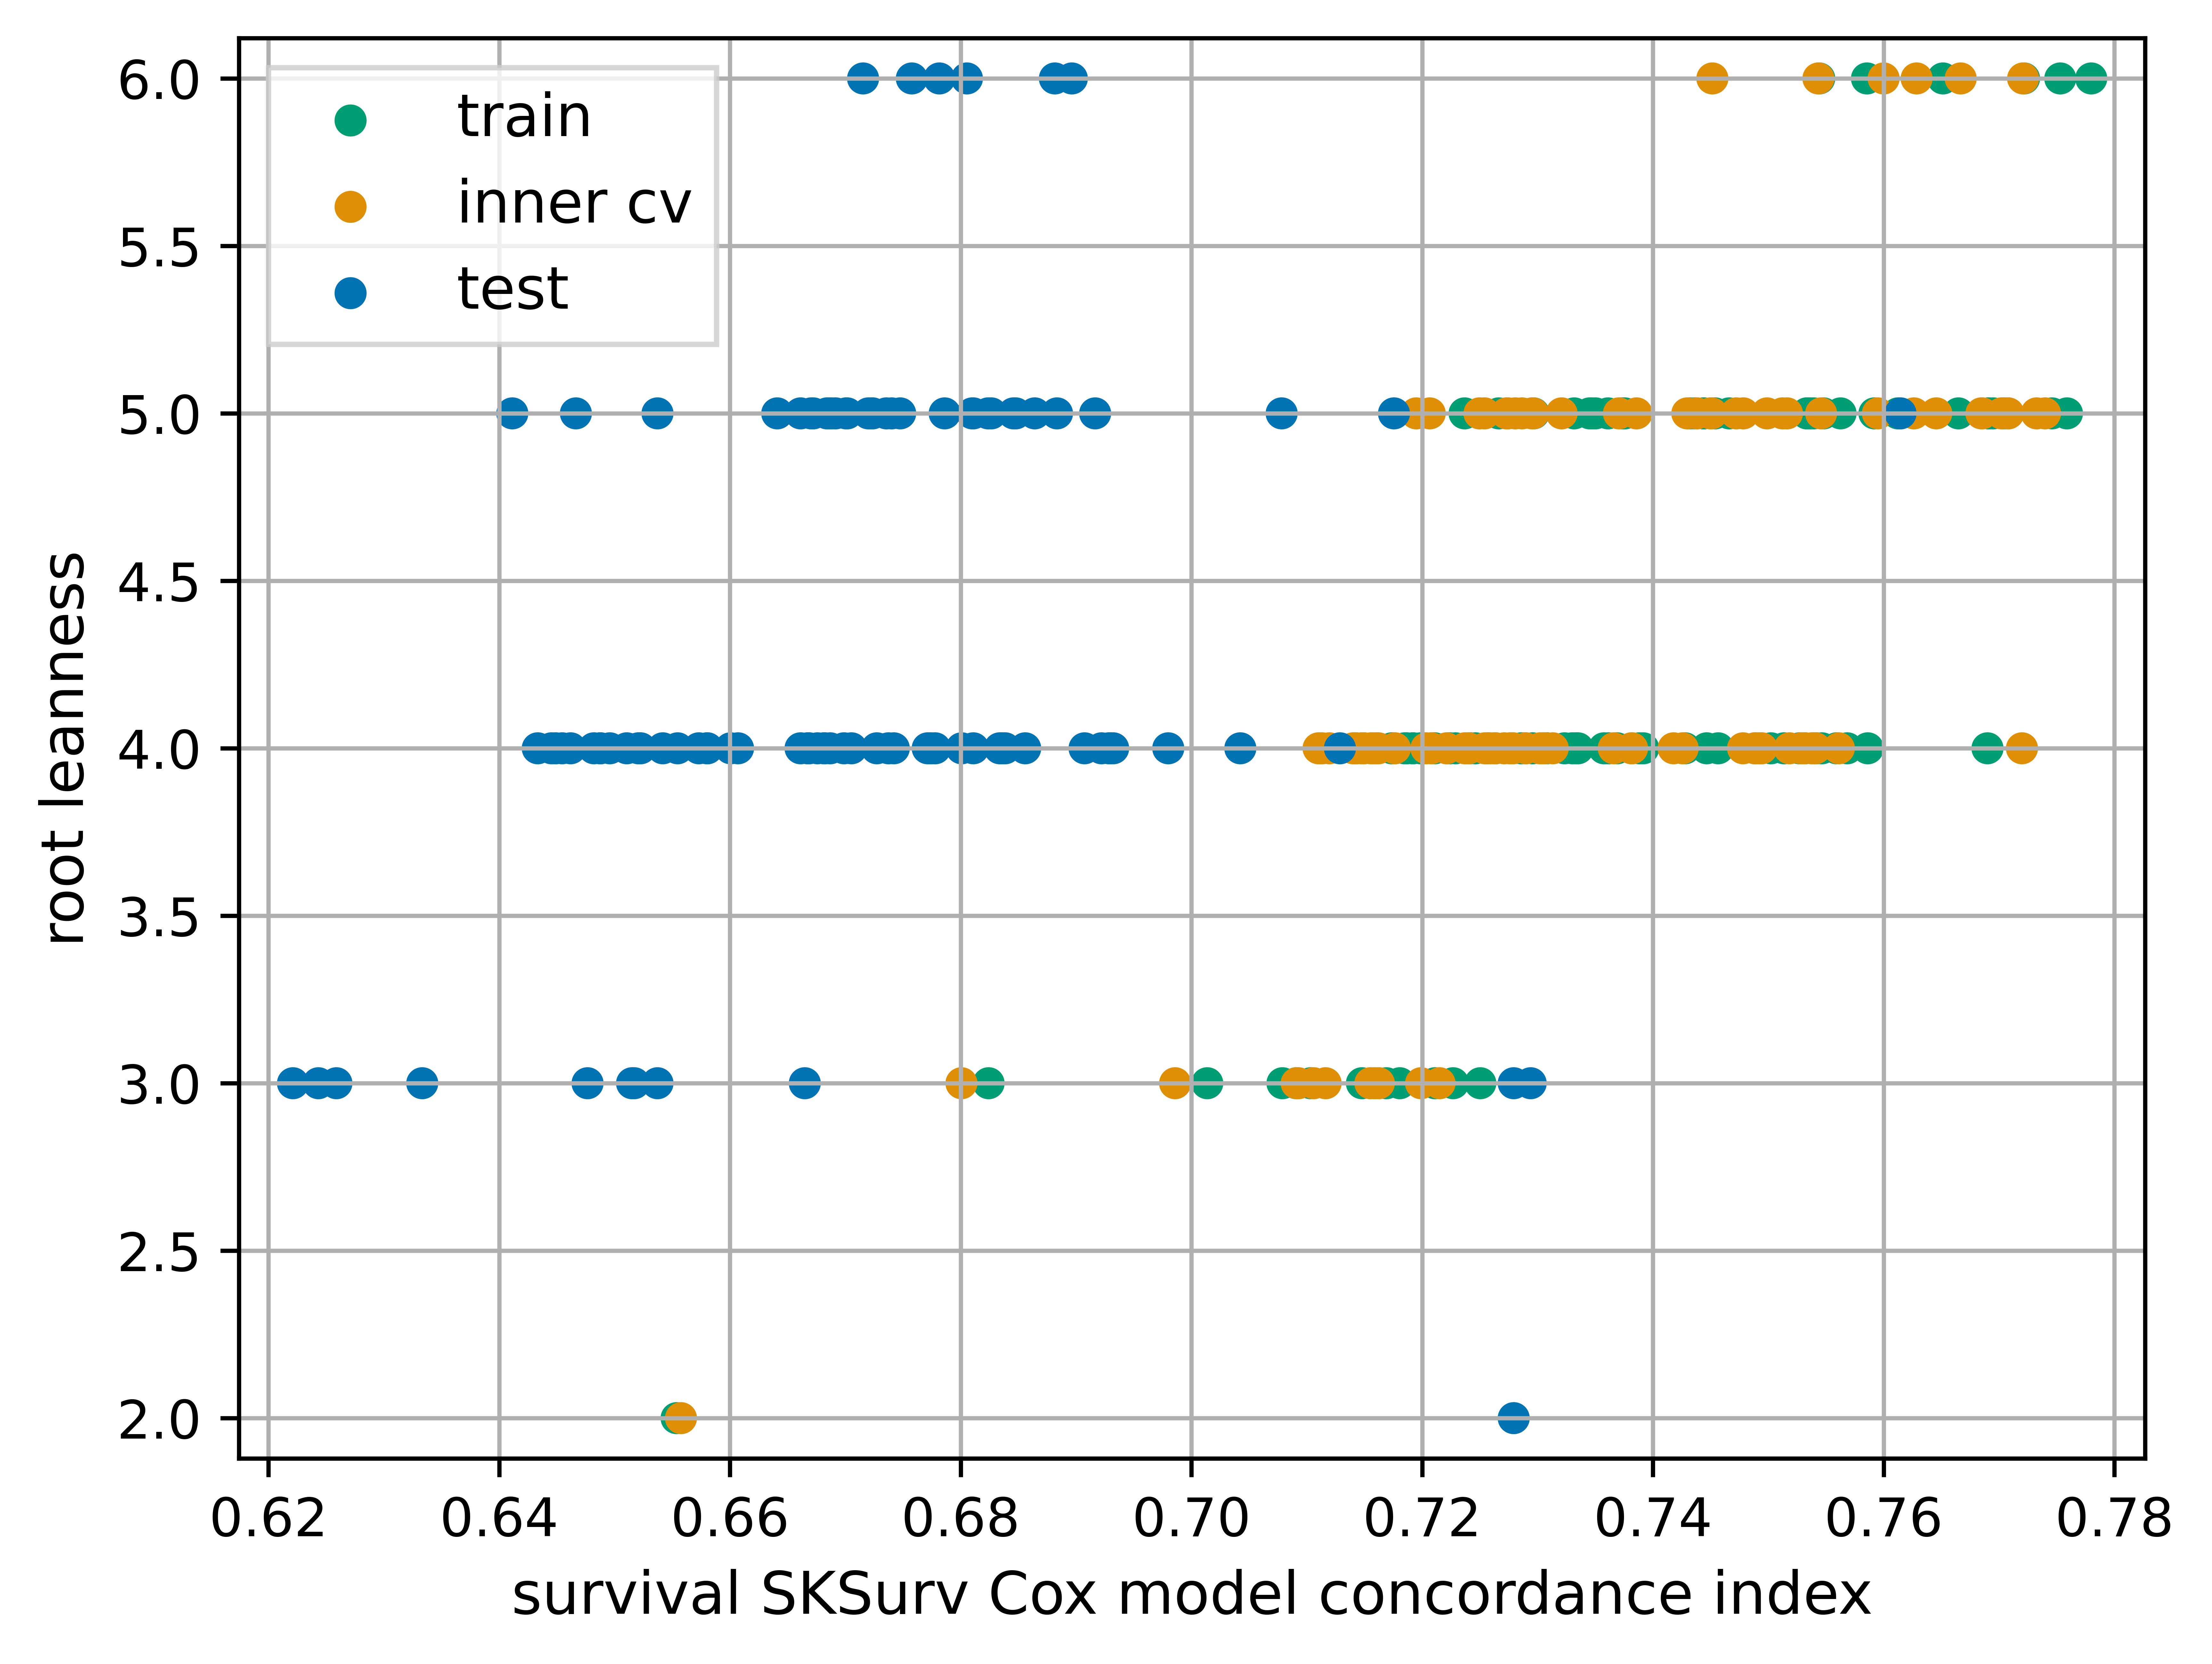 6.0
5.5
5.0
4.5
4.0
3.5
3.0
2.5
2.0
root leanness
train
inner cv
test
0.62 0.64 0.66 0.68 0.70 0.72 0.74 0.76 0.78
survival SKSurv Cox model concordance index